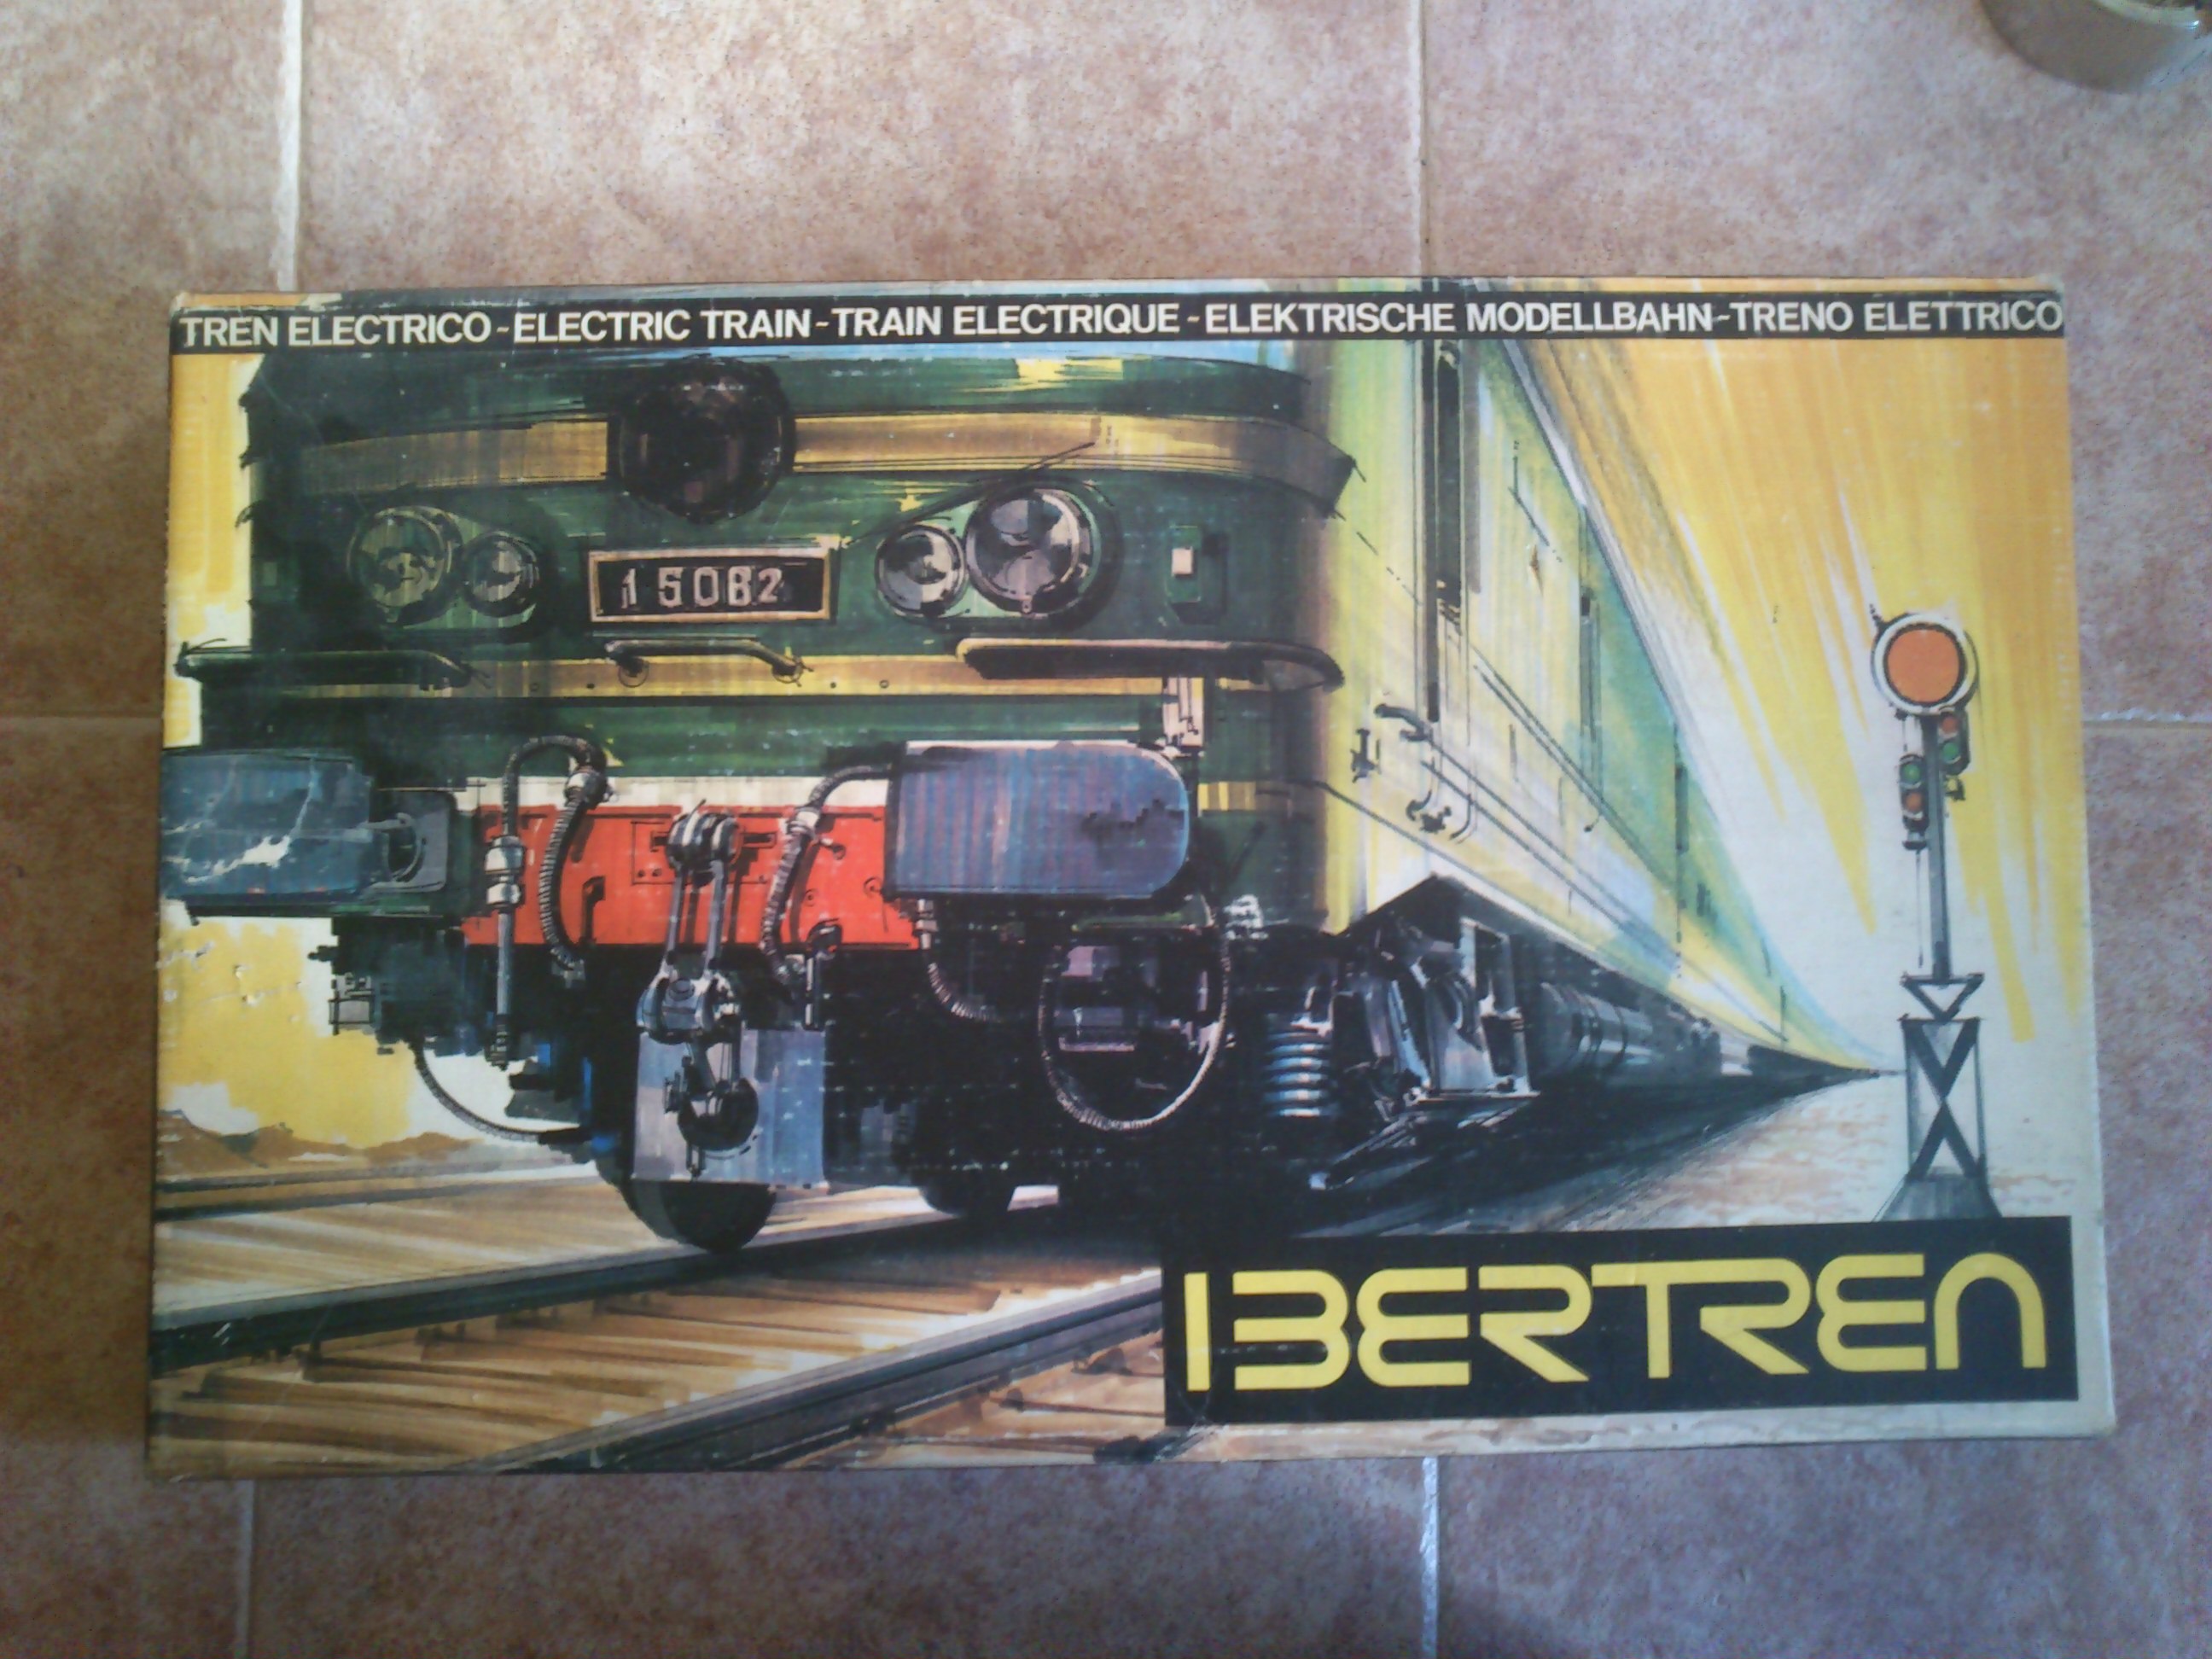 TREN ELECTRICO-ELECTRIC TRAIN-TRAIN ELECTRIQUE-ELEKTRISCHE MODELLBAHN-TRENO ELETTRICO
15062
IBERTREN